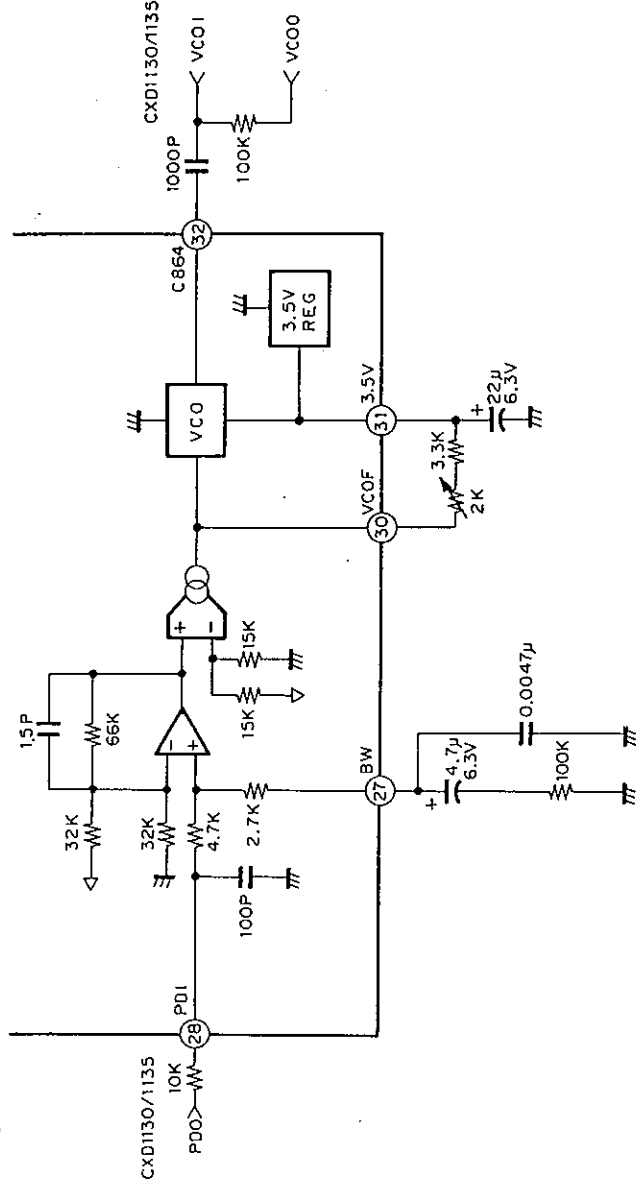 CXD1130/1135
PDO
10K
28
PDI
100P
32K
32K
4.7K
2.7K
1.5P
66K
+
-
-
+
15K
15K
BW
27
+
4.7µ
6.3V
0.0047µ
100K
VCO
VCOF
30
3.5V
31
3.3K
2K
+
22µ
6.3V
3.5V
REG
C864
32
1000P
CXD1130/1135
VCOI
100K
VCOO